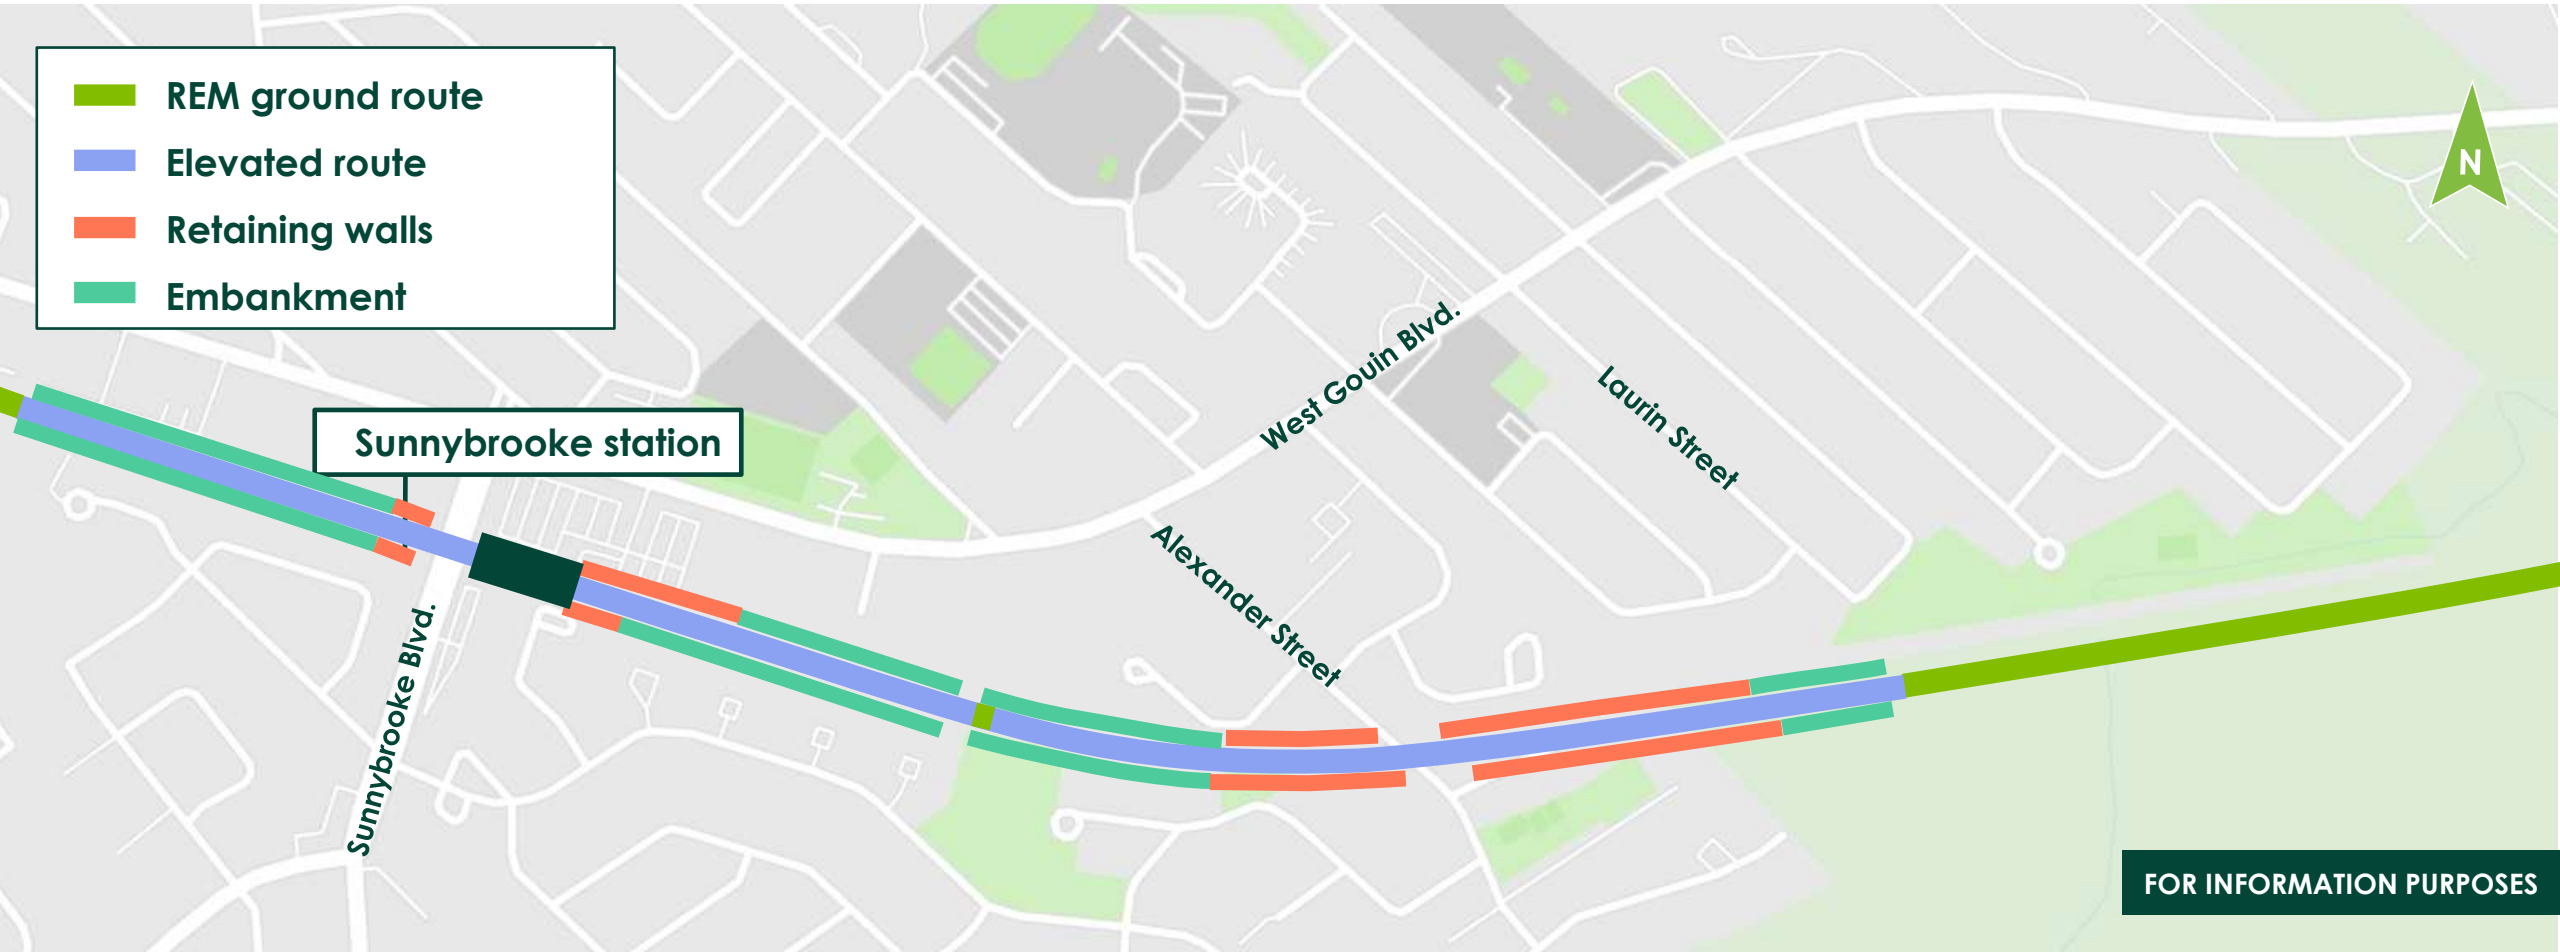 REM ground route
Elevated route
Retaining walls
Embankment
N
West Gouin Blvd.
Laurin Street
Sunnybrooke station
Alexander Street
Sunnybrooke Blvd.
FOR INFORMATION PURPOSES